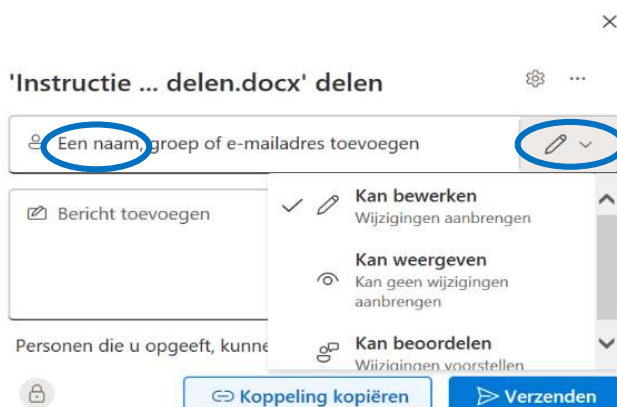 'Instructie ... delen.docx' delen
Een naam, groep of e-mailadres toevoegen
Bericht toevoegen
Kan bewerken
Wijzigingen aanbrengen
Kan weergeven
Kan geen wijzigingen
aanbrengen
Kan beoordelen
Wijzigingen voorstellen
Personen die u opgeeft, kunne
Koppeling kopiëren
Verzenden